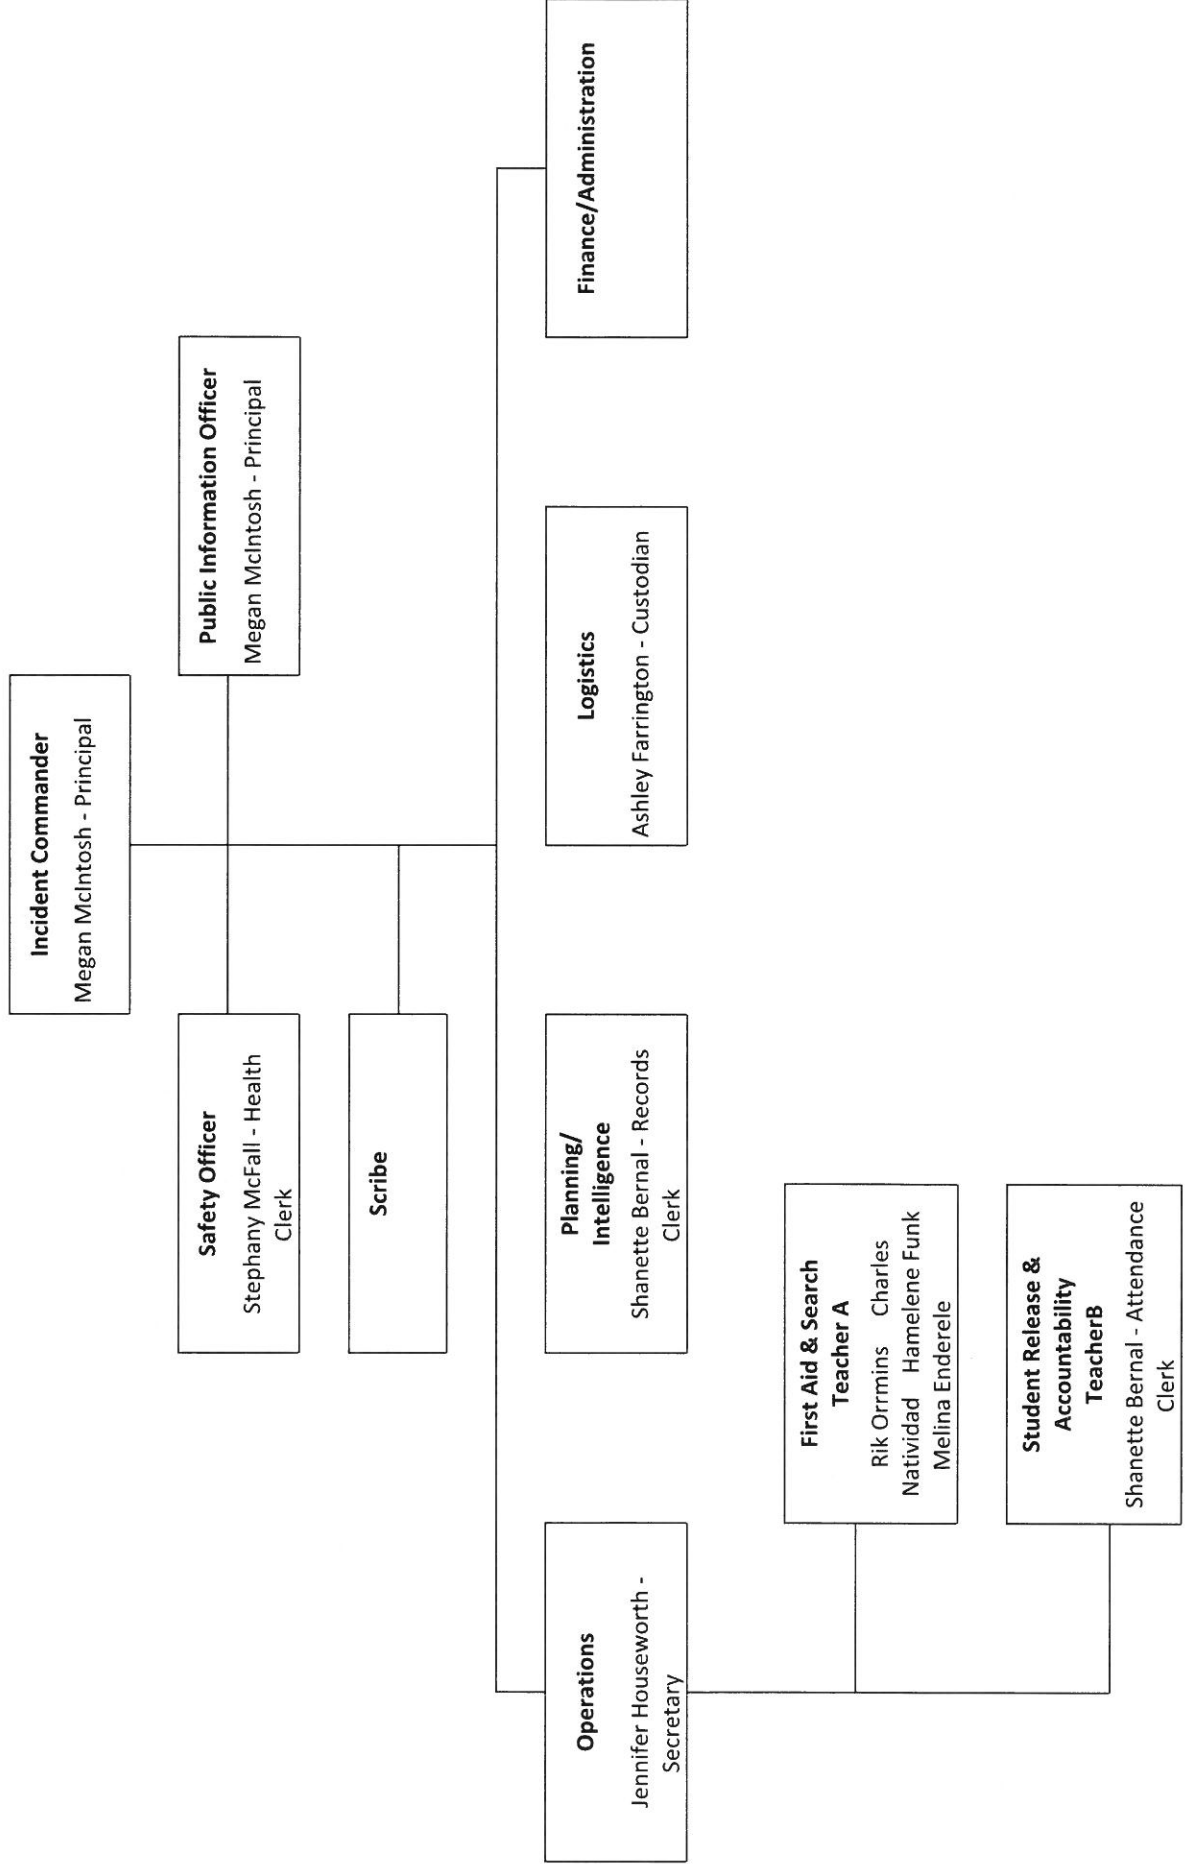 Incident Commander
Megan McIntosh - Principal
Safety Officer
Stephany McFall - Health
Clerk
Public Information Officer
Megan McIntosh - Principal
Scribe
Operations
Jennifer Houseworth -
Secretary
Planning/
Intelligence
Shanette Bernal - Records
Clerk
Logistics
Ashley Farrington - Custodian
Finance/Administration
First Aid & Search
Teacher A
Rik Orrmins Charles
Natividad Hamelene Funk
Melina Enderele
Student Release &
Accountability
TeacherB
Shanette Bernal - Attendance
Clerk